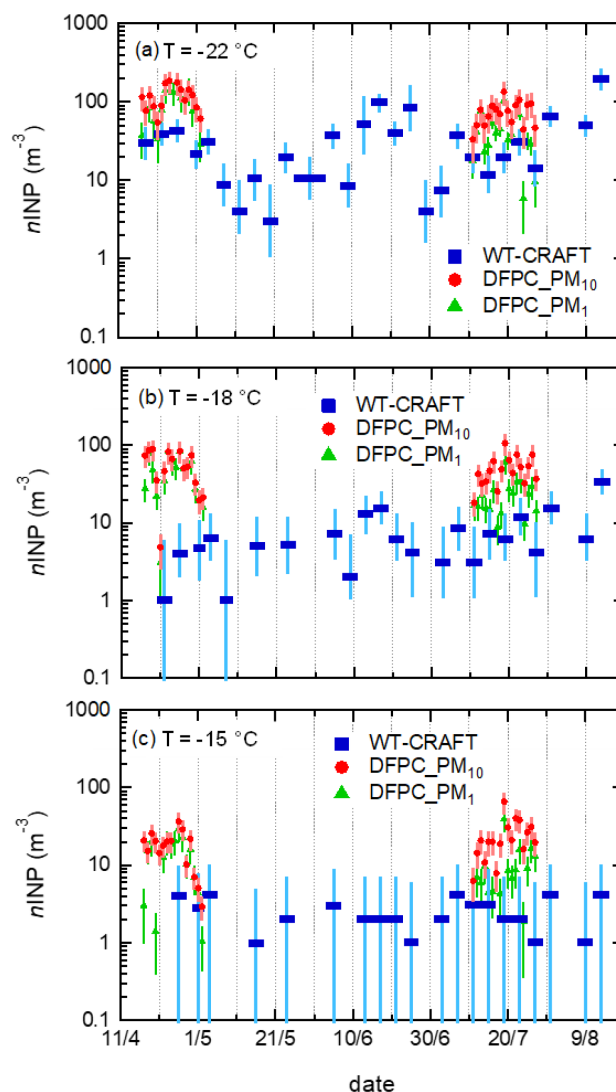 1000
(a) T = -22 °C
100
10
1
0.1
nINP (m⁻³)
WT-CRAFT
DFPC_PM₁₀
DFPC_PM₁
1000
(b) T = -18 °C
100
10
1
0.1
nINP (m⁻³)
WT-CRAFT
DFPC_PM₁₀
DFPC_PM₁
1000
(c) T = -15 °C
100
10
1
0.1
nINP (m⁻³)
WT-CRAFT
DFPC_PM₁₀
DFPC_PM₁
11/4 1/5 21/5 10/6 30/6 20/7 9/8
date